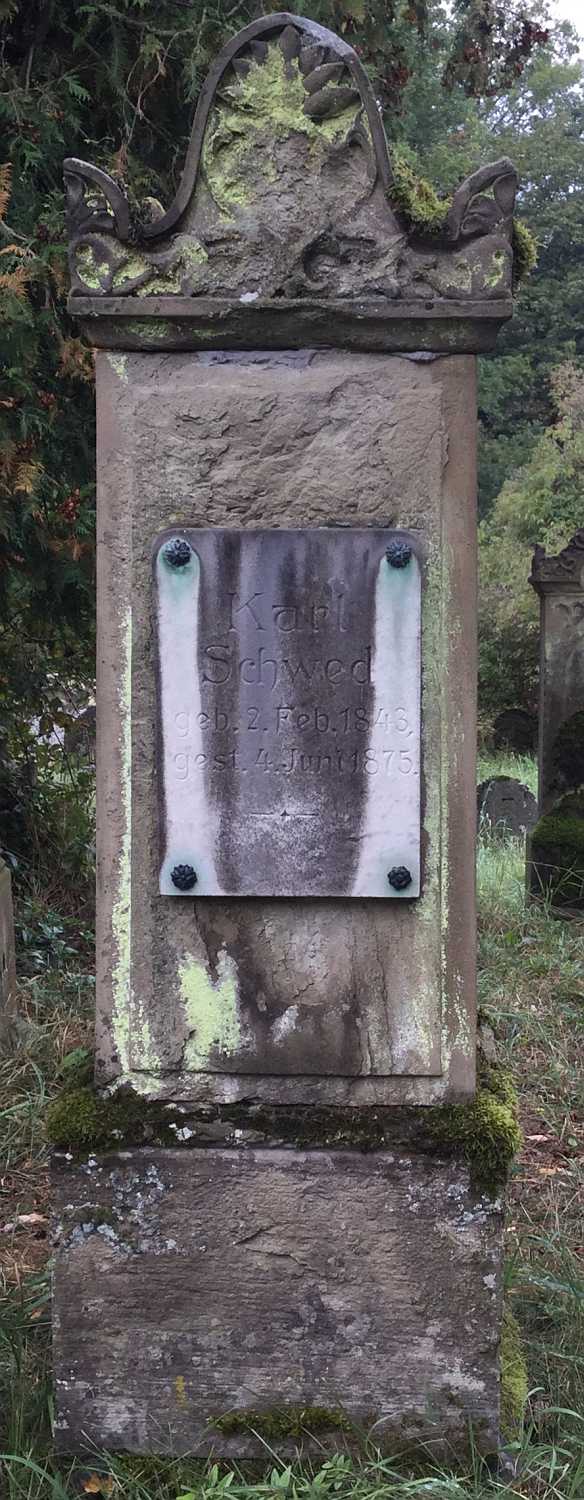 Karl
Schwed
geb. 2. Feb. 1843,
gest. 4. Juni 1875.